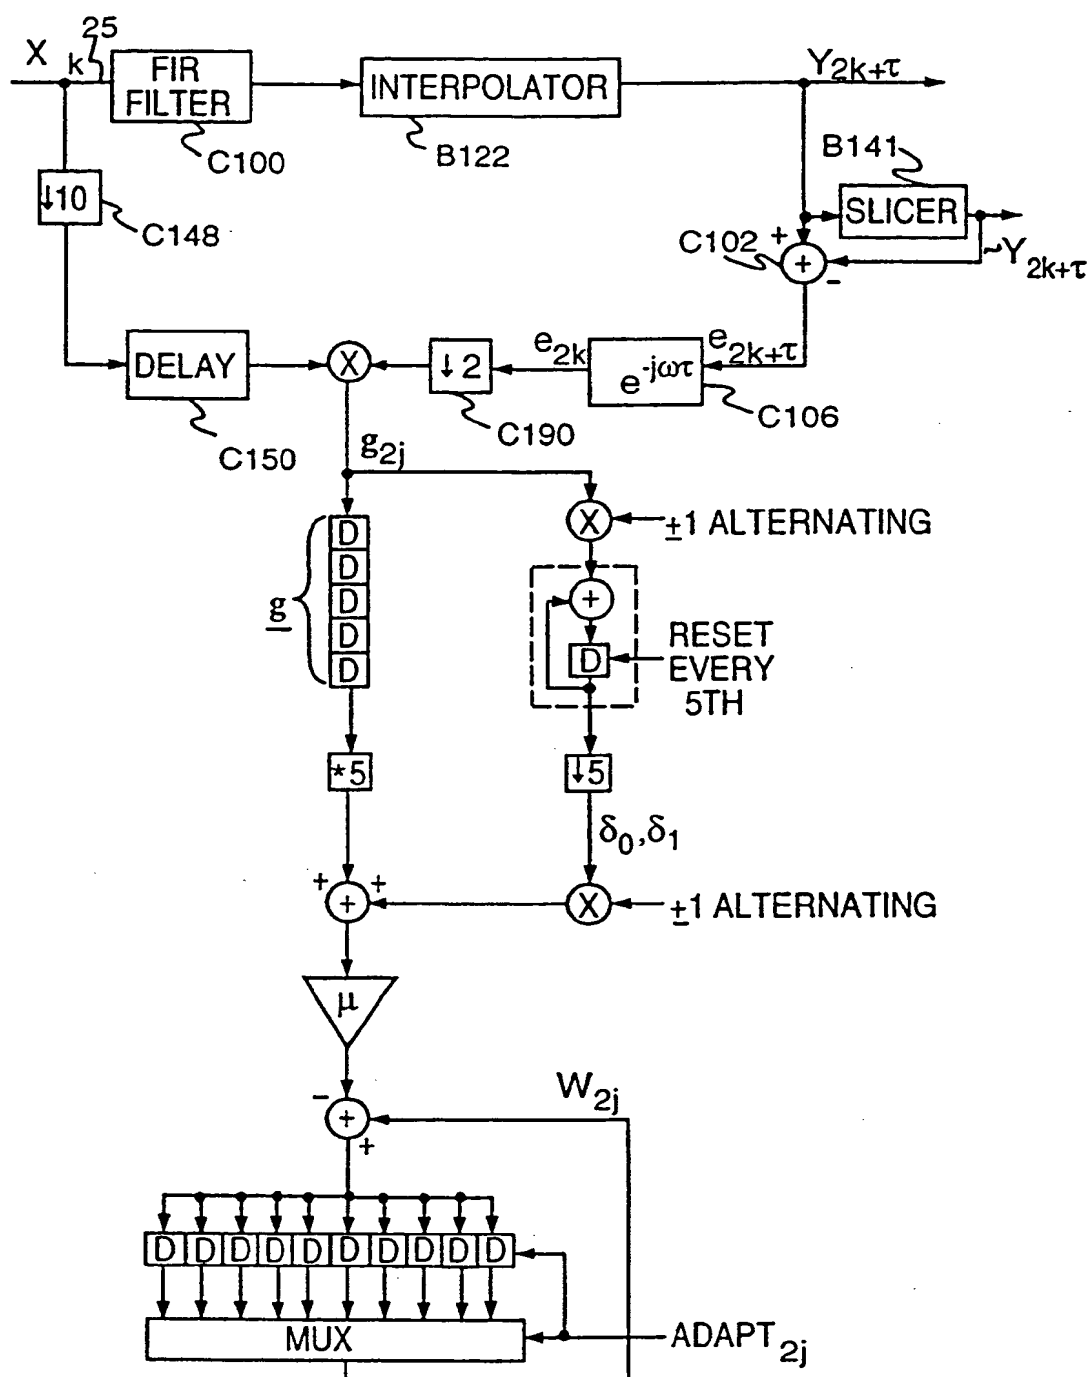 25
X
k
FIR
FILTER
INTERPOLATOR
Y2k+τ
C100
B122
B141
↓10
C148
SLICER
C102
+
+
-
~Y2k+τ
DELAY
X
↓2
e2k
e-jωτ
e2k+τ
C150
C190
C106
g2j
X
±1 ALTERNATING
D
D
D
D
D
g
+
D
RESET
EVERY
5TH
*5
↓5
δ0,δ1
+
+
+
X
±1 ALTERNATING
μ
-
+
+
W2j
D D D D D D D D D D
MUX
ADAPT2j